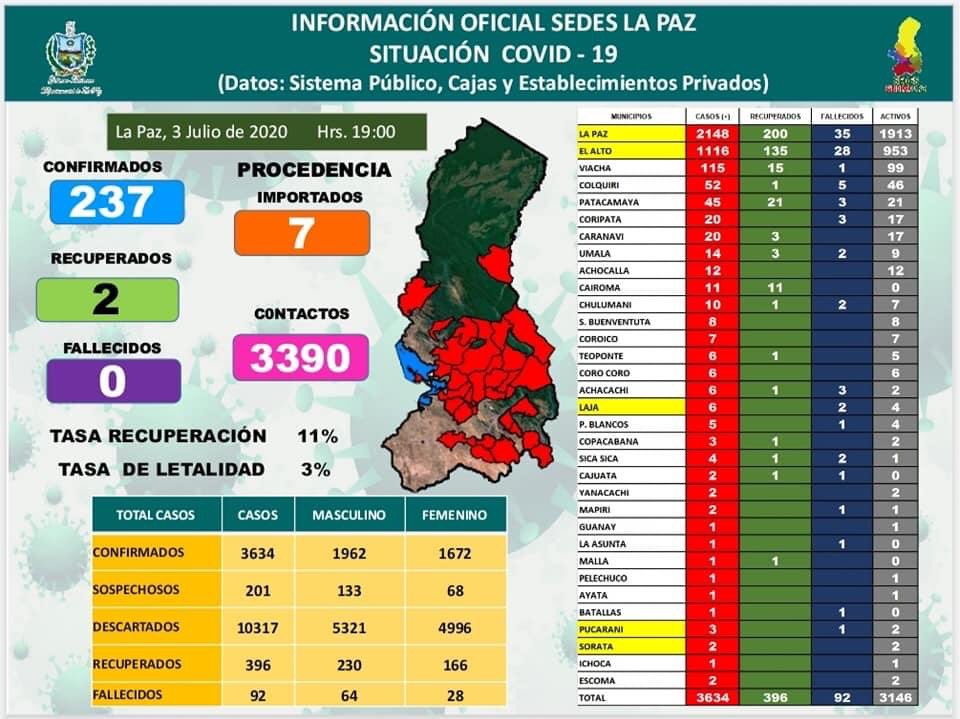 INFORMACIÓN OFICIAL SEDES LA PAZ
SITUACIÓN COVID - 19
(Datos: Sistema Público, Cajas y Establecimientos Privados)
La Paz, 3 Julio de 2020 Hrs. 19:00
CONFIRMADOS
237
RECUPERADOS
2
FALLECIDOS
0
PROCEDENCIA
IMPORTADOS
7
CONTACTOS
3390
TASA RECUPERACIÓN 11%
TASA DE LETALIDAD 3%
TOTAL CASOS CASOS MASCULINO FEMENINO
CONFIRMADOS 3634 1962 1672
SOSPECHOSOS 201 133 68
DESCARTADOS 10317 5321 4996
RECUPERADOS 396 230 166
FALLECIDOS 92 64 28
MUNICIPIOS CASOS (+) RECUPERADOS FALLECIDOS ACTIVOS
LA PAZ 2148 200 35 1913
EL ALTO 1116 135 28 953
VIACHA 115 15 1 99
COLQUIRI 52 1 5 46
PATACAMAYA 45 21 3 21
CORIPATA 20 3 17
CARANAVI 20 3 17
UMALA 14 3 2 9
ACHOCALLA 12 12
CAIROMA 11 11 0
CHULUMANI 10 1 2 7
S. BUENVENTUTA 8 8
COROICO 7 7
TEOPONTE 6 1 5
CORO CORO 6 6
ACHACACHI 6 1 3 2
LAJA 6 2 4
P. BLANCOS 5 1 4
COPACABANA 3 1 2
SICA SICA 4 1 2 1
CAJUATA 2 1 1 0
YANACACHI 2 2
MAPIRI 2 1 1
GUANAY 1 1
LA ASUNTA 1 1 0
MALLA 1 1 0
PELECHUCO 1 1
AYATA 1 1
BATALLAS 1 1 0
PUCARANI 3 1 2
SORATA 2 2
ICHOCA 1 1
ESCOMA 2 2
TOTAL 3634 396 92 3146